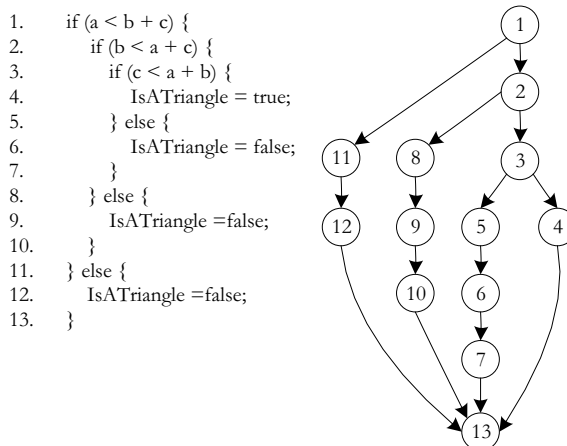 1. if (a < b + c) {
2. if (b < a + c) {
3. if (c < a + b) {
4. IsATriangle = true;
5. } else {
6. IsATriangle = false;
7. }
8. } else {
9. IsATriangle =false;
10. }
11. } else {
12. IsATriangle =false;
13. }
1
2
11
8
3
12
9
5
4
10
6
7
13